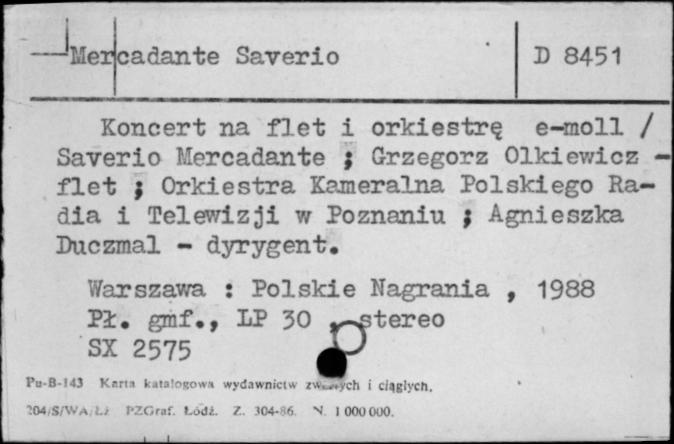 Mercadante Saverio D 8451
Koncert na flet i orkiestrę e-moll /
Saverio Mercadante ; Grzegorz Olkiewicz -
flet ; Orkiestra Kameralna Polskiego Ra-
dia i Telewizji w Poznaniu ; Agnieszka
Duczmal - dyrygent.
Warszawa : Polskie Nagrania , 1988
Pł. gmf., LP 30 , stereo
SX 2575
Pu-B-143 Karta katalogowa wydawnictw zwartych i ciągłych.
204/S/WA/Łż PZGraf. Łódź. Z. 304-86. N. 1 000 000.